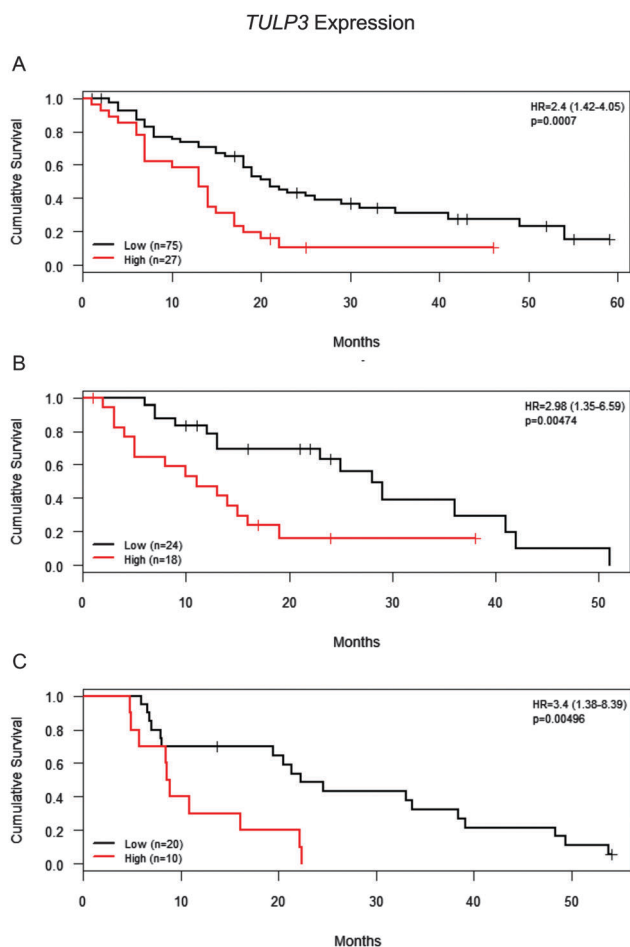 TULP3 Expression
A
HR=2.4 (1.42-4.05)
p=0.0007
Cumulative Survival
1.0
0.8
0.6
0.4
0.2
0.0
Low (n=75)
High (n=27)
0 10 20 30 40 50 60
Months
B
HR=2.98 (1.35-6.59)
p=0.00474
Cumulative Survival
1.0
0.8
0.6
0.4
0.2
0.0
Low (n=24)
High (n=18)
0 10 20 30 40 50
Months
C
HR=3.4 (1.38-8.39)
p=0.00496
Cumulative Survival
1.0
0.8
0.6
0.4
0.2
0.0
Low (n=20)
High (n=10)
0 10 20 30 40 50
Months